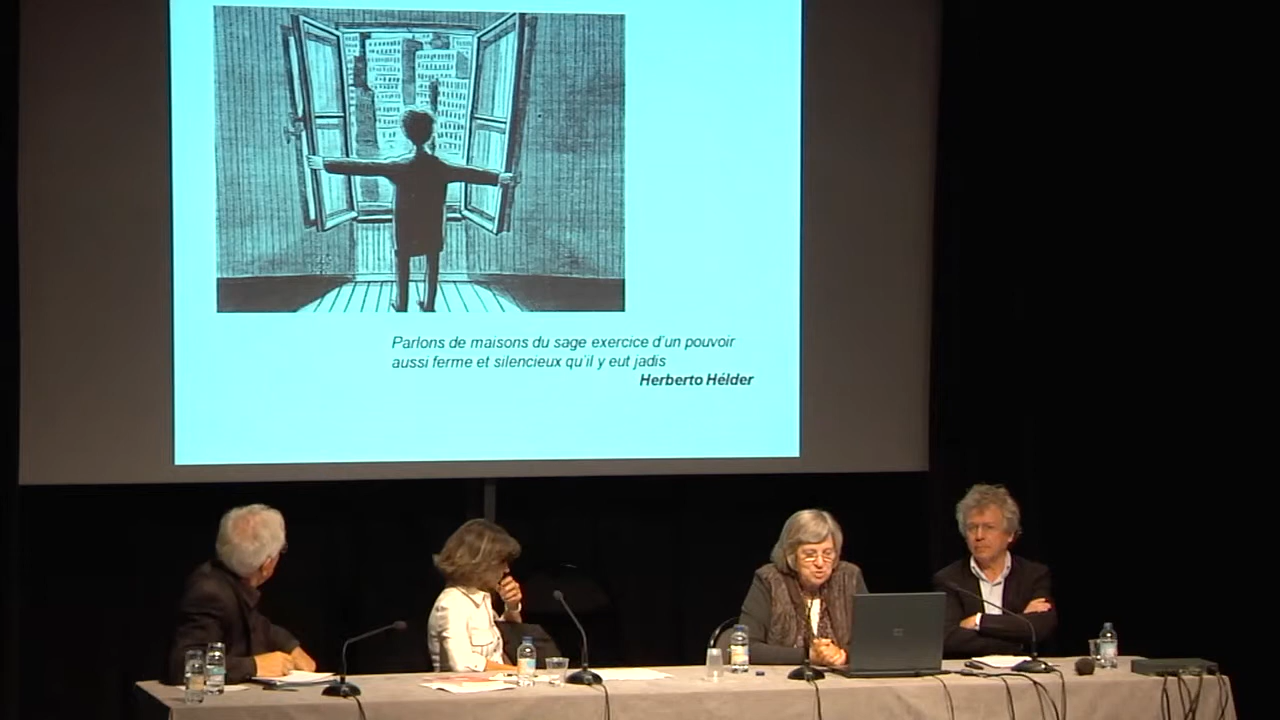 Parlons de maisons du sage exercice d'un pouvoir
aussi ferme et silencieux qu'il y eut jadis
Herberto Hélder